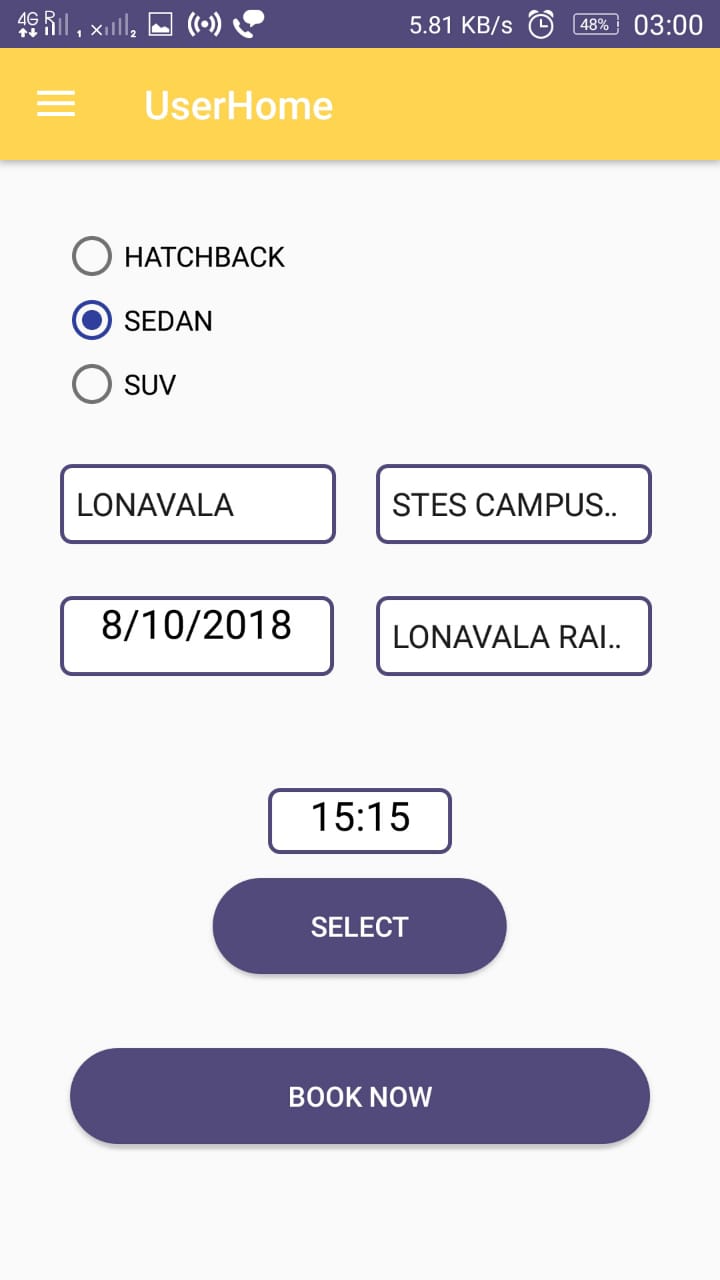 4G R 1 x 2 5.81 KB/s 48% 03:00
UserHome
HATCHBACK
SEDAN
SUV
LONAVALA STES CAMPUS..
8/10/2018 LONAVALA RAI..
15:15
SELECT
BOOK NOW